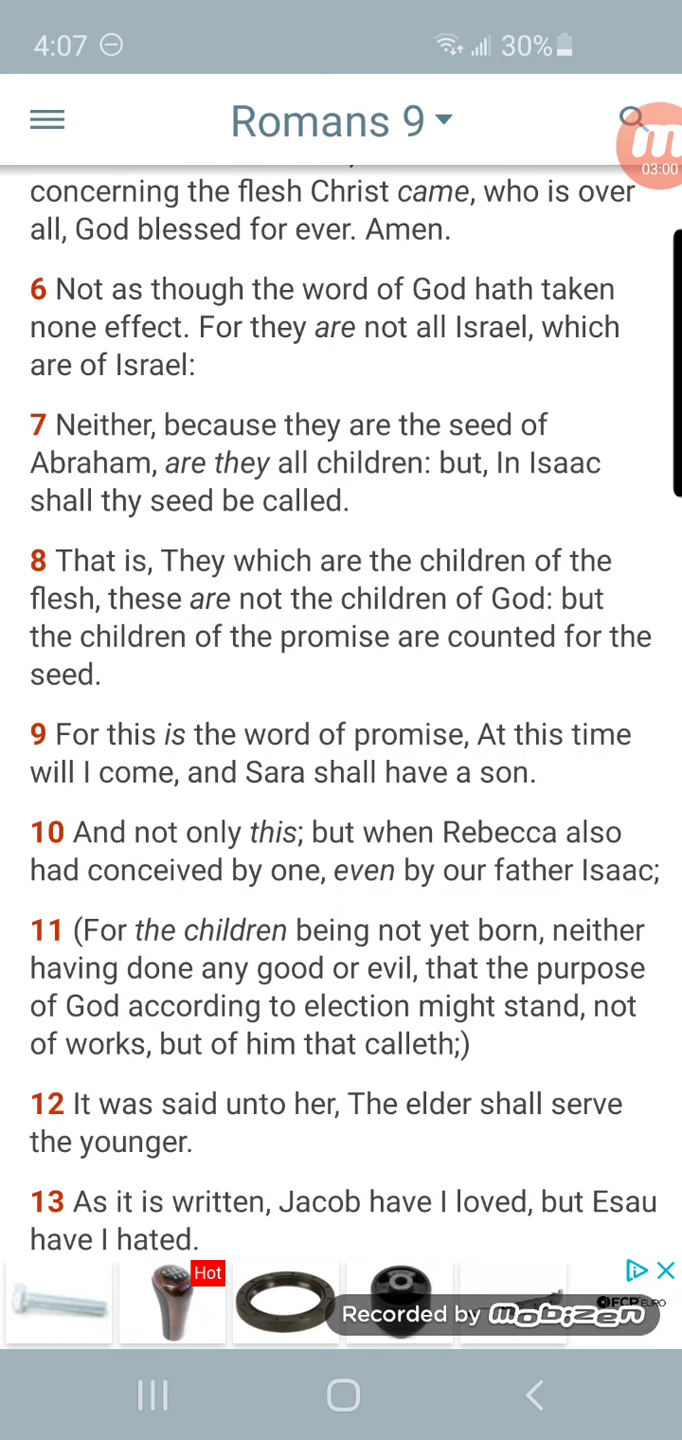 4:07 30%
Romans 9
03:00
concerning the flesh Christ came, who is over
all, God blessed for ever. Amen.
6 Not as though the word of God hath taken
none effect. For they are not all Israel, which
are of Israel:
7 Neither, because they are the seed of
Abraham, are they all children: but, In Isaac
shall thy seed be called.
8 That is, They which are the children of the
flesh, these are not the children of God: but
the children of the promise are counted for the
seed.
9 For this is the word of promise, At this time
will I come, and Sara shall have a son.
10 And not only this; but when Rebecca also
had conceived by one, even by our father Isaac;
11 (For the children being not yet born, neither
having done any good or evil, that the purpose
of God according to election might stand, not
of works, but of him that calleth;)
12 It was said unto her, The elder shall serve
the younger.
13 As it is written, Jacob have I loved, but Esau
have I hated.
Hot
FCP EURO
Recorded by mobizen